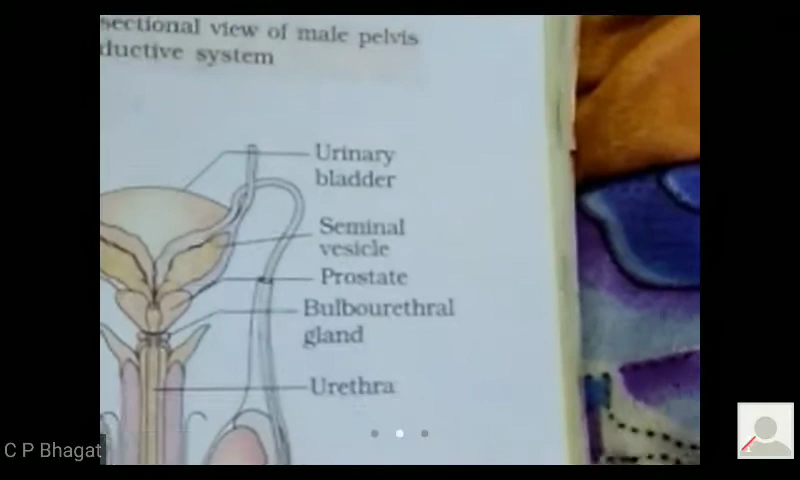 sectional view of male pelvis
ductive system
Urinary
bladder
Seminal
vesicle
Prostate
Bulbourethral
gland
Urethra
C P Bhagat